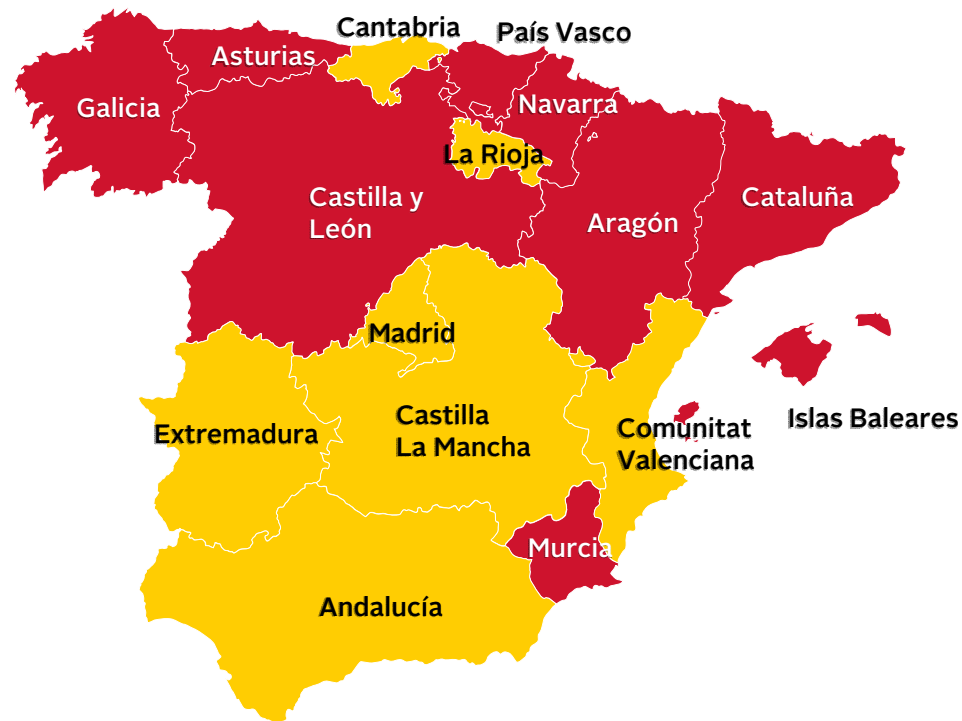 Cantabria
País Vasco
Asturias
Galicia
Navarra
La Rioja
Castilla y
León
Aragón
Cataluña
Madrid
Extremadura
Castilla
La Mancha
Comunitat
Valenciana
Islas Baleares
Murcia
Andalucía